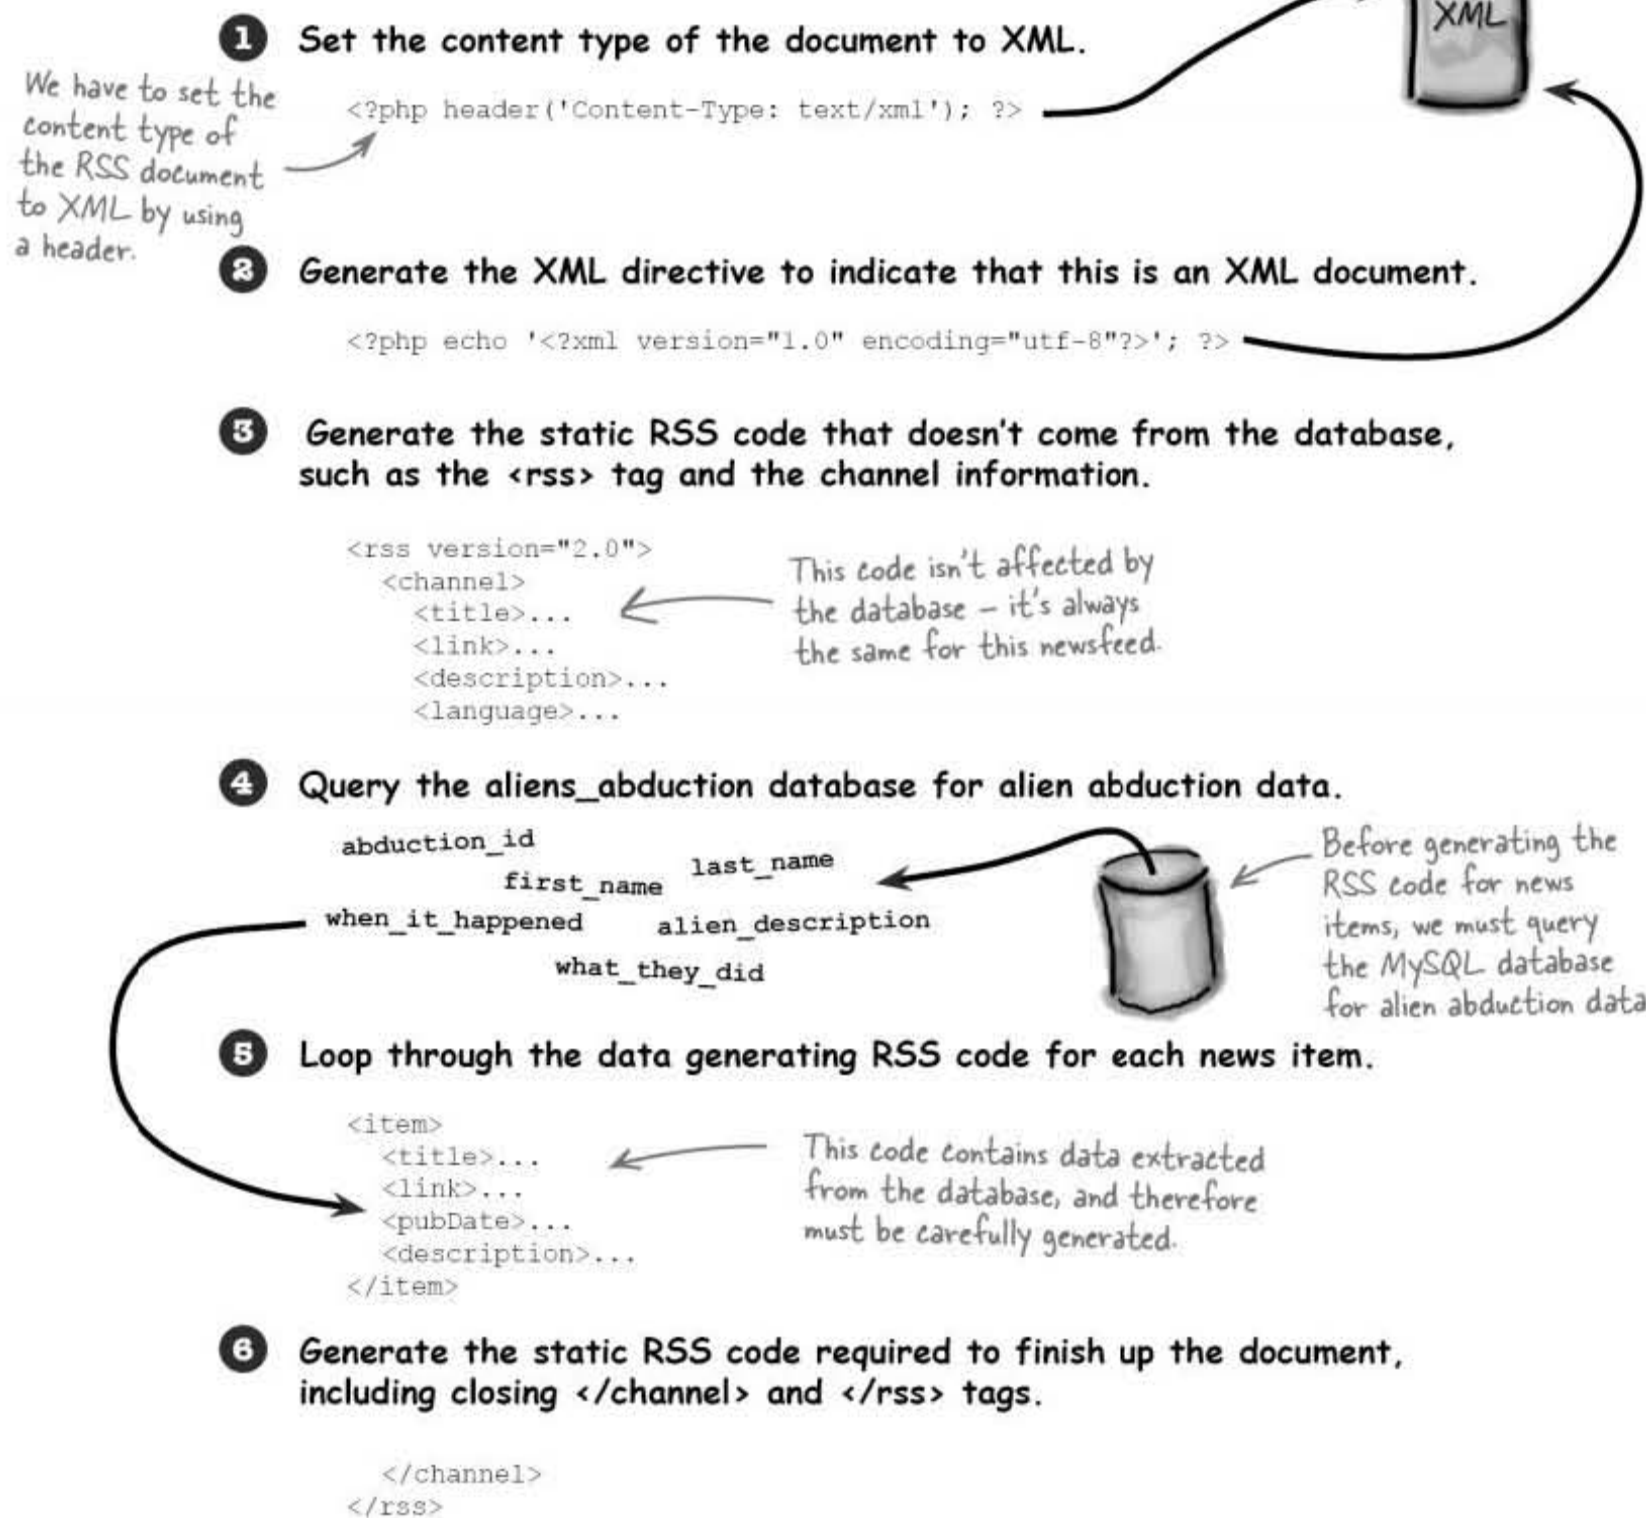 XML
1 Set the content type of the document to XML.
We have to set the
content type of
the RSS document
to XML by using
a header.
<?php header('Content-Type: text/xml'); ?>
2 Generate the XML directive to indicate that this is an XML document.
<?php echo '<?xml version="1.0" encoding="utf-8"?>'; ?>
3 Generate the static RSS code that doesn't come from the database,
such as the <rss> tag and the channel information.
<rss version="2.0">
<channel>
<title>...
<link>...
<description>...
<language>...
This code isn't affected by
the database – it's always
the same for this newsfeed.
4 Query the aliens_abduction database for alien abduction data.
abduction_id
first_name
last_name
when_it_happened
alien_description
what_they_did
Before generating the
RSS code for news
items, we must query
the MySQL database
for alien abduction data
5 Loop through the data generating RSS code for each news item.
<item>
<title>...
<link>...
<pubDate>...
<description>...
</item>
This code contains data extracted
from the database, and therefore
must be carefully generated.
6 Generate the static RSS code required to finish up the document,
including closing </channel> and </rss> tags.
</channel>
</rss>